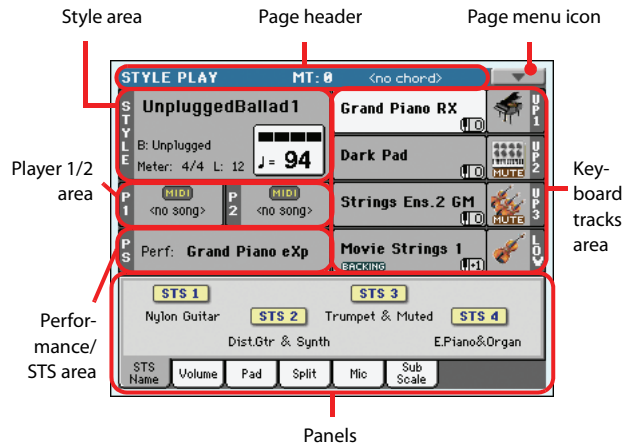 Style area
Page header
Page menu icon
STYLE PLAY MT: 0 <no chord>
STYLE
UnpluggedBallad1
B: Unplugged
Meter: 4/4 L: 12
♩= 94
Grand Piano RX
0
UP1
Dark Pad
MUTE
UP2
Strings Ens.2 GM
0
MUTE
UP3
Movie Strings 1
BACKING
+1
LOW
Player 1/2
area
P1
MIDI
<no song>
P2
MIDI
<no song>
PS
Perf: Grand Piano eXp
Key-
board
tracks
area
Perfor-
mance/
STS area
STS 1
Nylon Guitar
STS 2
Dist.Gtr & Synth
STS 3
Trumpet & Muted
STS 4
E.Piano&Organ
STS
Name
Volume
Pad
Split
Mic
Sub
Scale
Panels